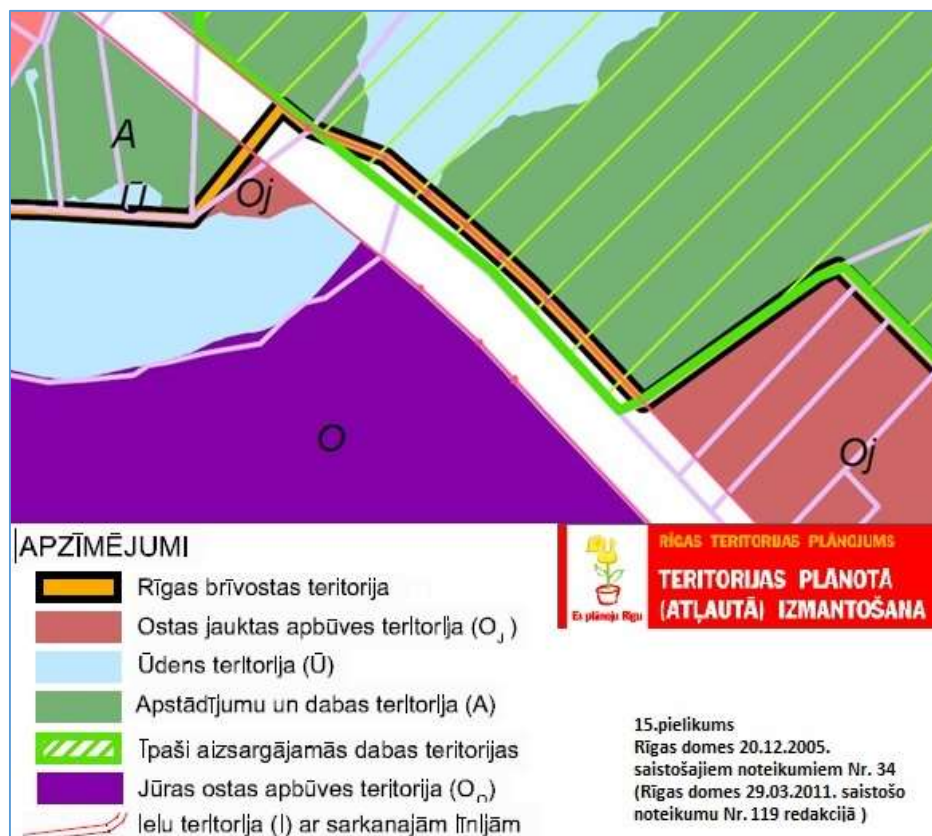 A
Ū
Oj
O
Oj
APZĪMĒJUMI
Rīgas brīvostas teritorija
Ostas jauktas apbūves teritorija (OJ)
Ūdens teritorija (Ū)
Apstādījumu un dabas teritorija (A)
Īpaši aizsargājamās dabas teritorijas
Jūras ostas apbūves teritorija (OO)
Ielu teritorija (I) ar sarkanajām līnijām
Es plānoju Rīgu
RĪGAS TERITORIJAS PLĀNOJUMS
TERITORIJAS PLĀNOTĀ
(ATĻAUTĀ) IZMANTOŠANA
15.pielikums
Rīgas domes 20.12.2005.
saistošajiem noteikumiem Nr. 34
(Rīgas domes 29.03.2011. saistošo
noteikumu Nr. 119 redakcijā )